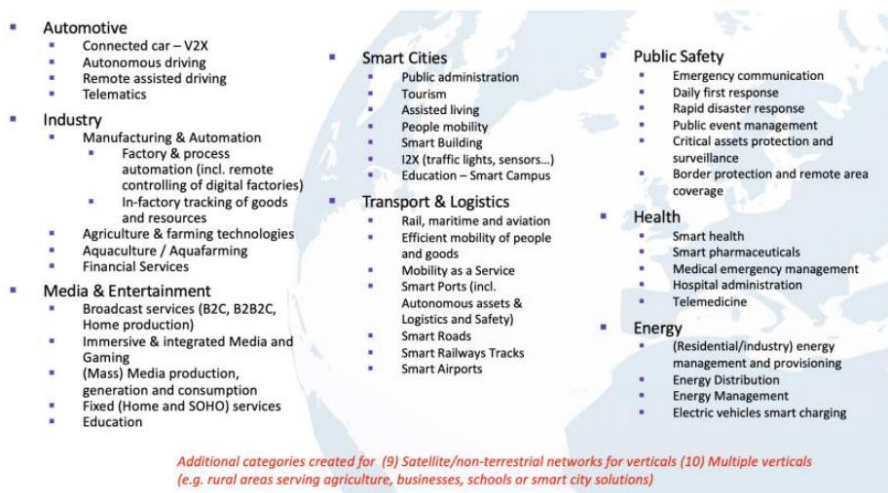 Automotive
Connected car – V2X
Autonomous driving
Remote assisted driving
Telematics
Industry
Manufacturing & Automation
Factory & process
automation (incl. remote
controlling of digital factories)
In-factory tracking of goods
and resources
Agriculture & farming technologies
Aquaculture / Aquafarming
Financial Services
Media & Entertainment
Broadcast services (B2C, B2B2C,
Home production)
Immersive & integrated Media and
Gaming
(Mass) Media production,
generation and consumption
Fixed (Home and SOHO) services
Education
Smart Cities
Public administration
Tourism
Assisted living
People mobility
Smart Building
I2X (traffic lights, sensors...)
Education – Smart Campus
Transport & Logistics
Rail, maritime and aviation
Efficient mobility of people
and goods
Mobility as a Service
Smart Ports (incl.
Autonomous assets &
Logistics and Safety)
Smart Roads
Smart Railways Tracks
Smart Airports
Public Safety
Emergency communication
Daily first response
Rapid disaster response
Public event management
Critical assets protection and
surveillance
Border protection and remote area
coverage
Health
Smart health
Smart pharmaceuticals
Medical emergency management
Hospital administration
Telemedicine
Energy
(Residential/industry) energy
management and provisioning
Energy Distribution
Energy Management
Electric vehicles smart charging
Additional categories created for (9) Satellite/non-terrestrial networks for verticals (10) Multiple verticals
(e.g. rural areas serving agriculture, businesses, schools or smart city solutions)